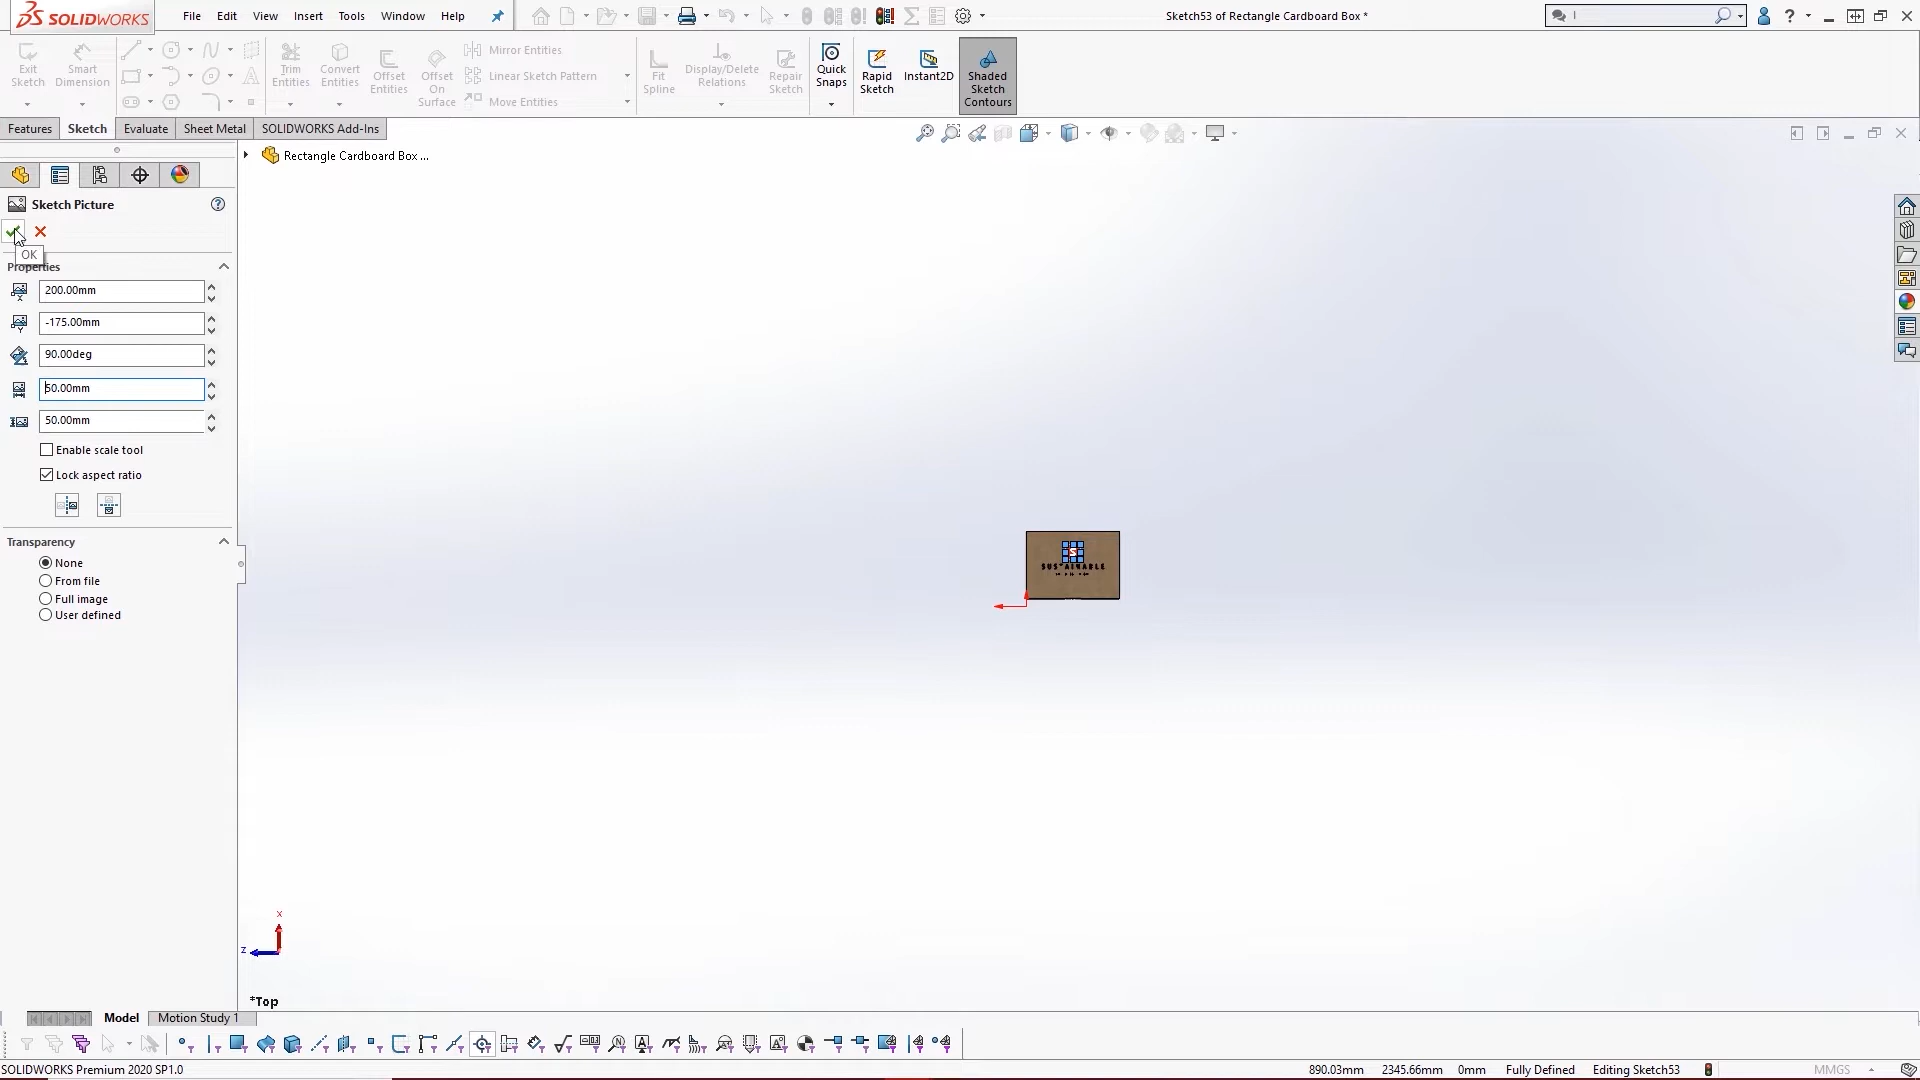 SOLIDWORKS
File Edit View Insert Tools Window Help
Sketch53 of Rectangle Cardboard Box *
Exit Sketch
Smart Dimension
Trim Entities
Convert Entities
Offset Entities
Offset On Surface
Mirror Entities
Linear Sketch Pattern
Move Entities
Fit Spline
Display/Delete Relations
Repair Sketch
Quick Snaps
Rapid Sketch
Instant2D
Shaded Sketch Contours
Features Sketch Evaluate Sheet Metal SOLIDWORKS Add-Ins
Rectangle Cardboard Box ...
Sketch Picture
OK
Properties
200.00mm
-175.00mm
90.00deg
50.00mm
50.00mm
Enable scale tool
Lock aspect ratio
Transparency
None
From file
Full image
User defined
x
z
*Top
Model Motion Study 1
SOLIDWORKS Premium 2020 SP1.0
890.03mm 2345.66mm 0mm Fully Defined Editing Sketch53 MMGS